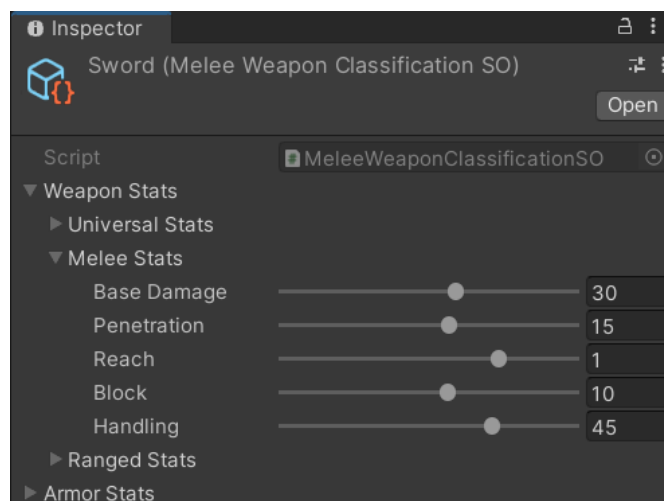 Inspector
Sword (Melee Weapon Classification SO)
Open
Script MeleeWeaponClassificationSO
Weapon Stats
Universal Stats
Melee Stats
Base Damage 30
Penetration 15
Reach 1
Block 10
Handling 45
Ranged Stats
Armor Stats